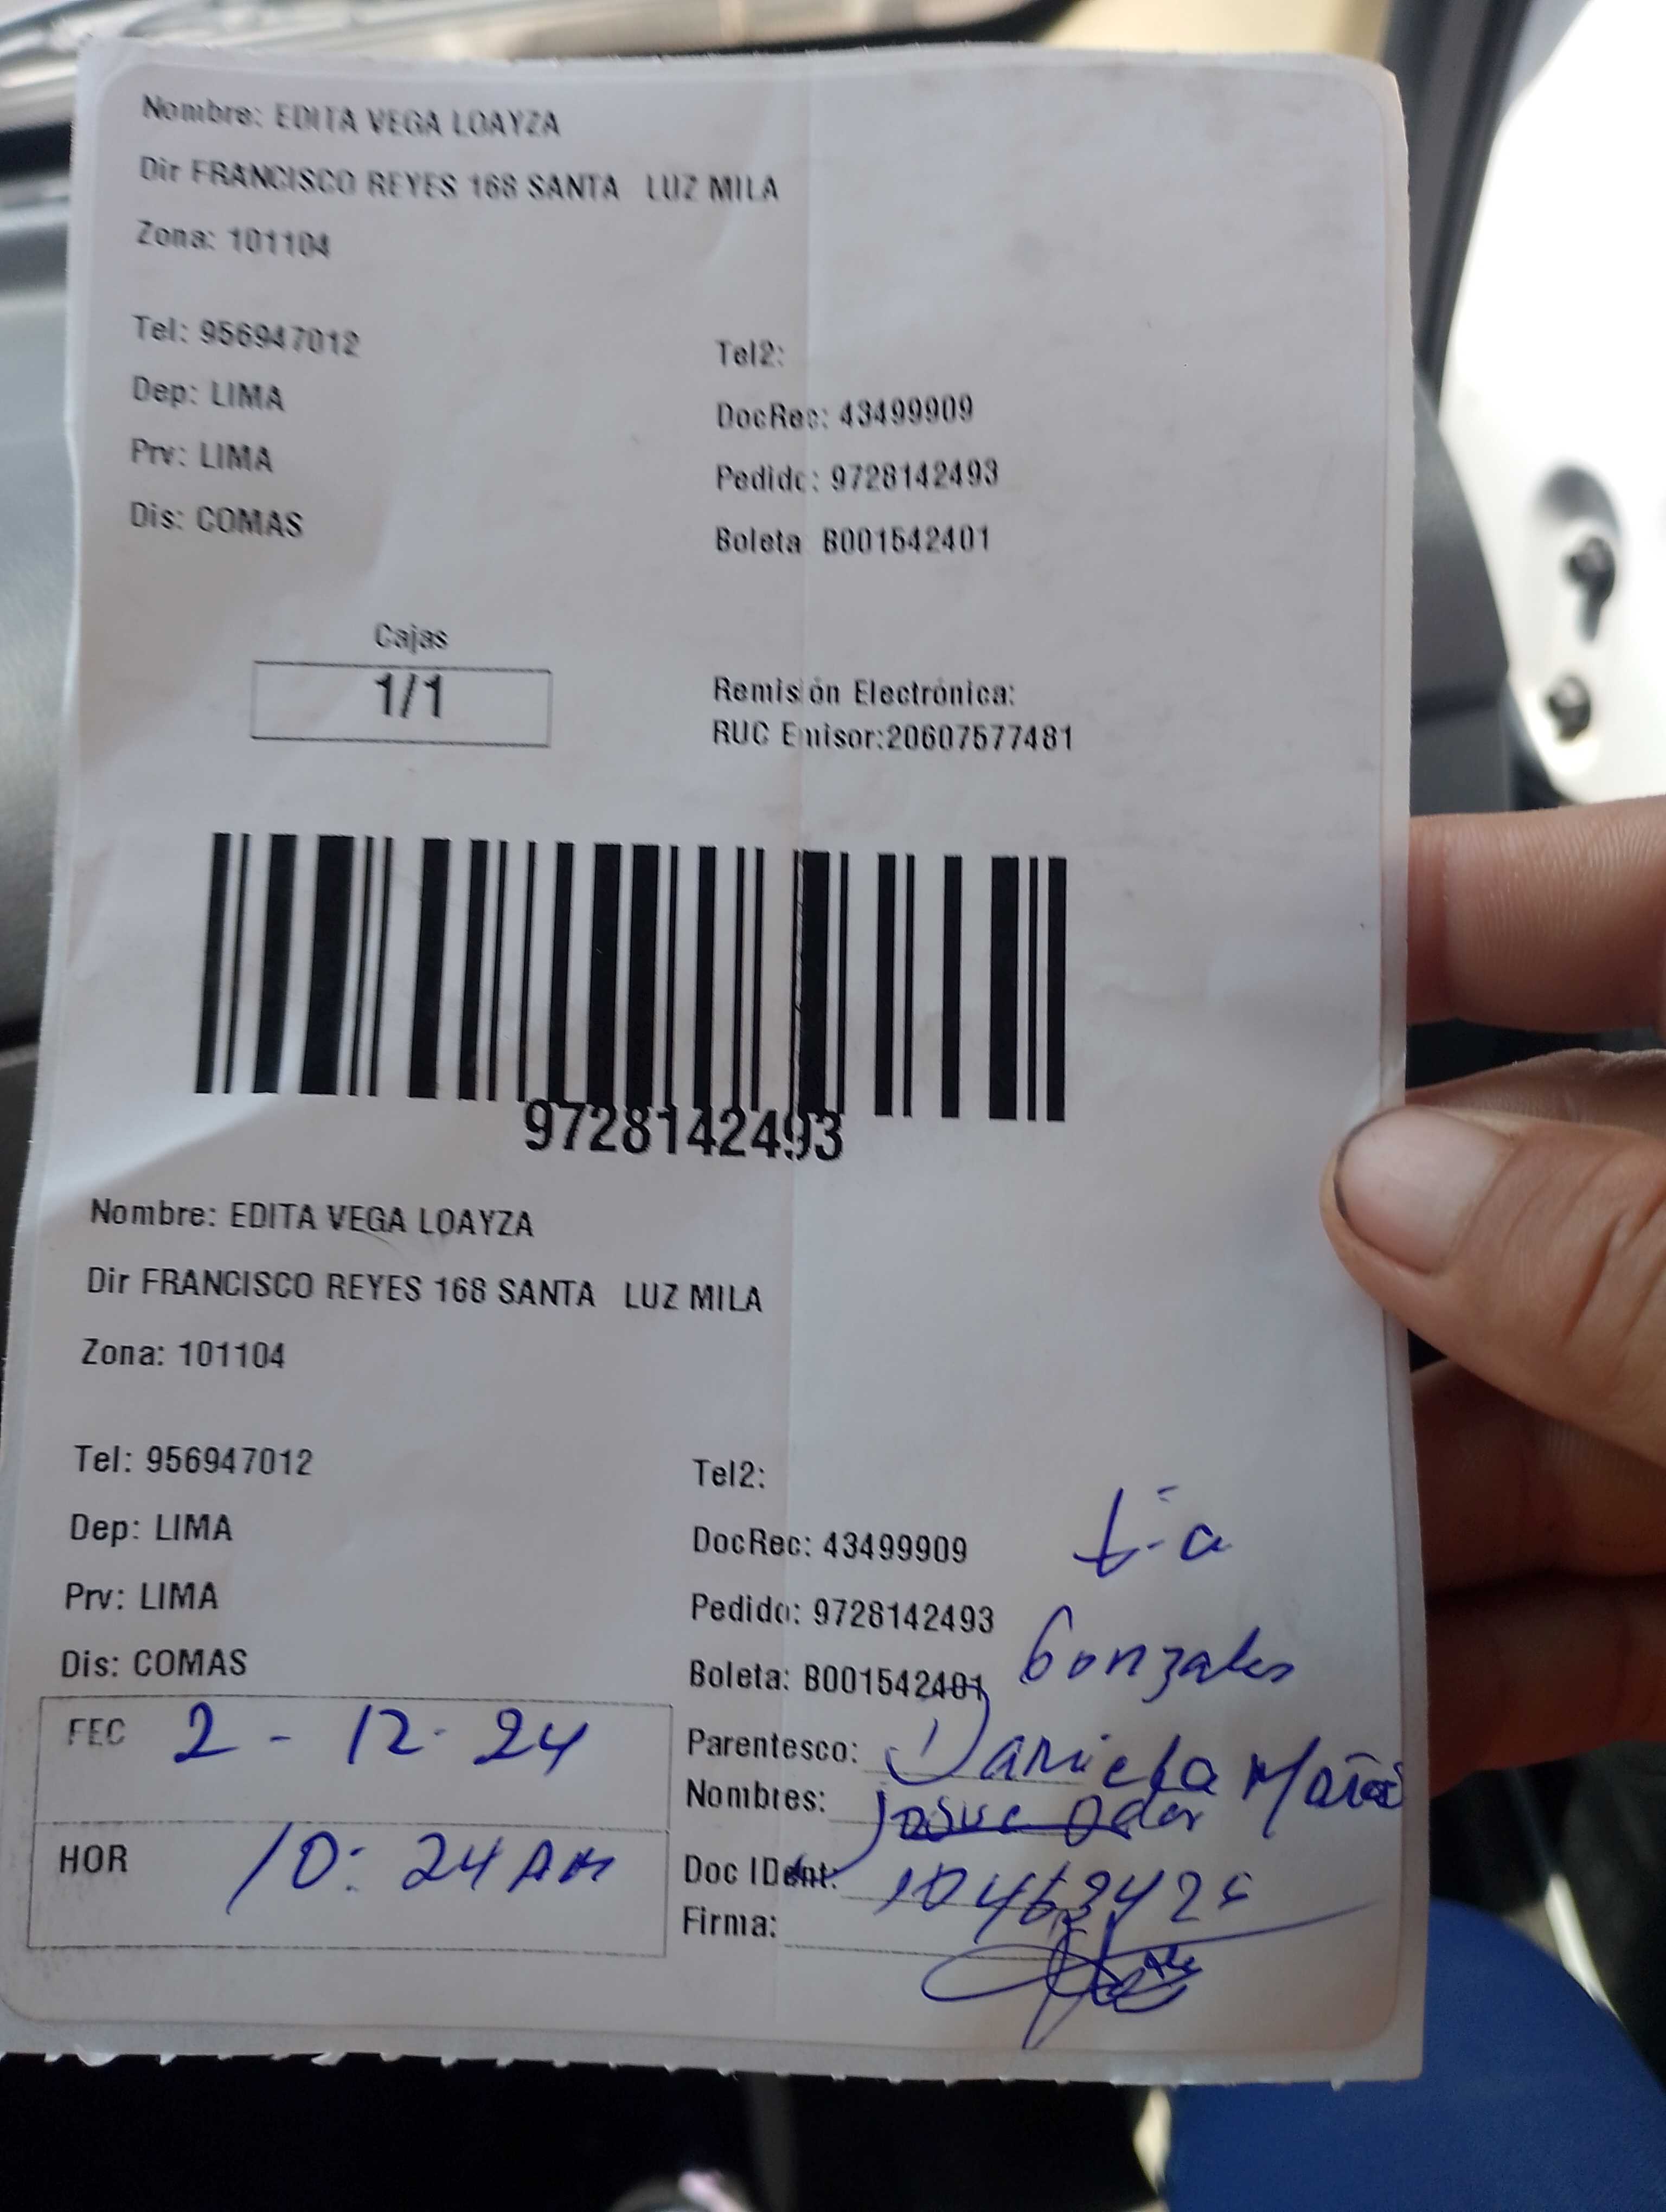 Nombre: EDITA VEGA LOAYZA
Dir FRANCISCO REYES 168 SANTA LUZ MILA
Zona: 101104
Tel: 956947012
Tel2:
Dep: LIMA
DocRec: 43499909
Prv: LIMA
Pedido: 9728142493
Dis: COMAS
Boleta B001542401
Cajas
1/1
Remisión Electrónica:
RUC Emisor:20607577481
9728142493
Nombre: EDITA VEGA LOAYZA
Dir FRANCISCO REYES 168 SANTA LUZ MILA
Zona: 101104
Tel: 956947012
Tel2:
Dep: LIMA
DocRec: 43499909
Prv: LIMA
Pedido: 9728142493
Dis: COMAS
Boleta: B001542401
Gonzales
FEC 2-12-24
Parentesco: Daniela
Nombres: Josue
HOR 10:24 AM
Doc IDent:
Firma: